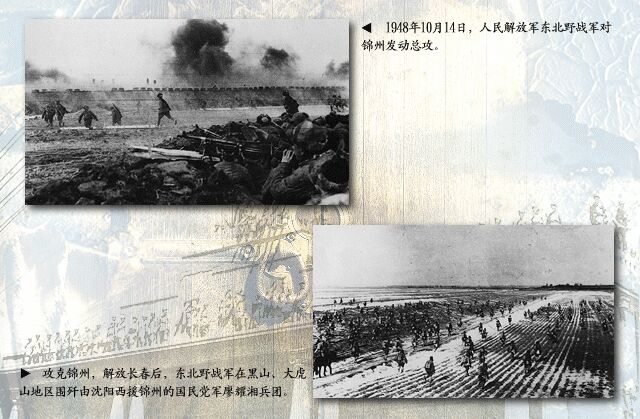 ◀ 1948年10月14日，人民解放军东北野战军对
锦州发动总攻。
▶ 攻克锦州，解放长春后，东北野战军在黑山、大虎
山地区围歼由沈阳西援锦州的国民党军廖耀湘兵团。